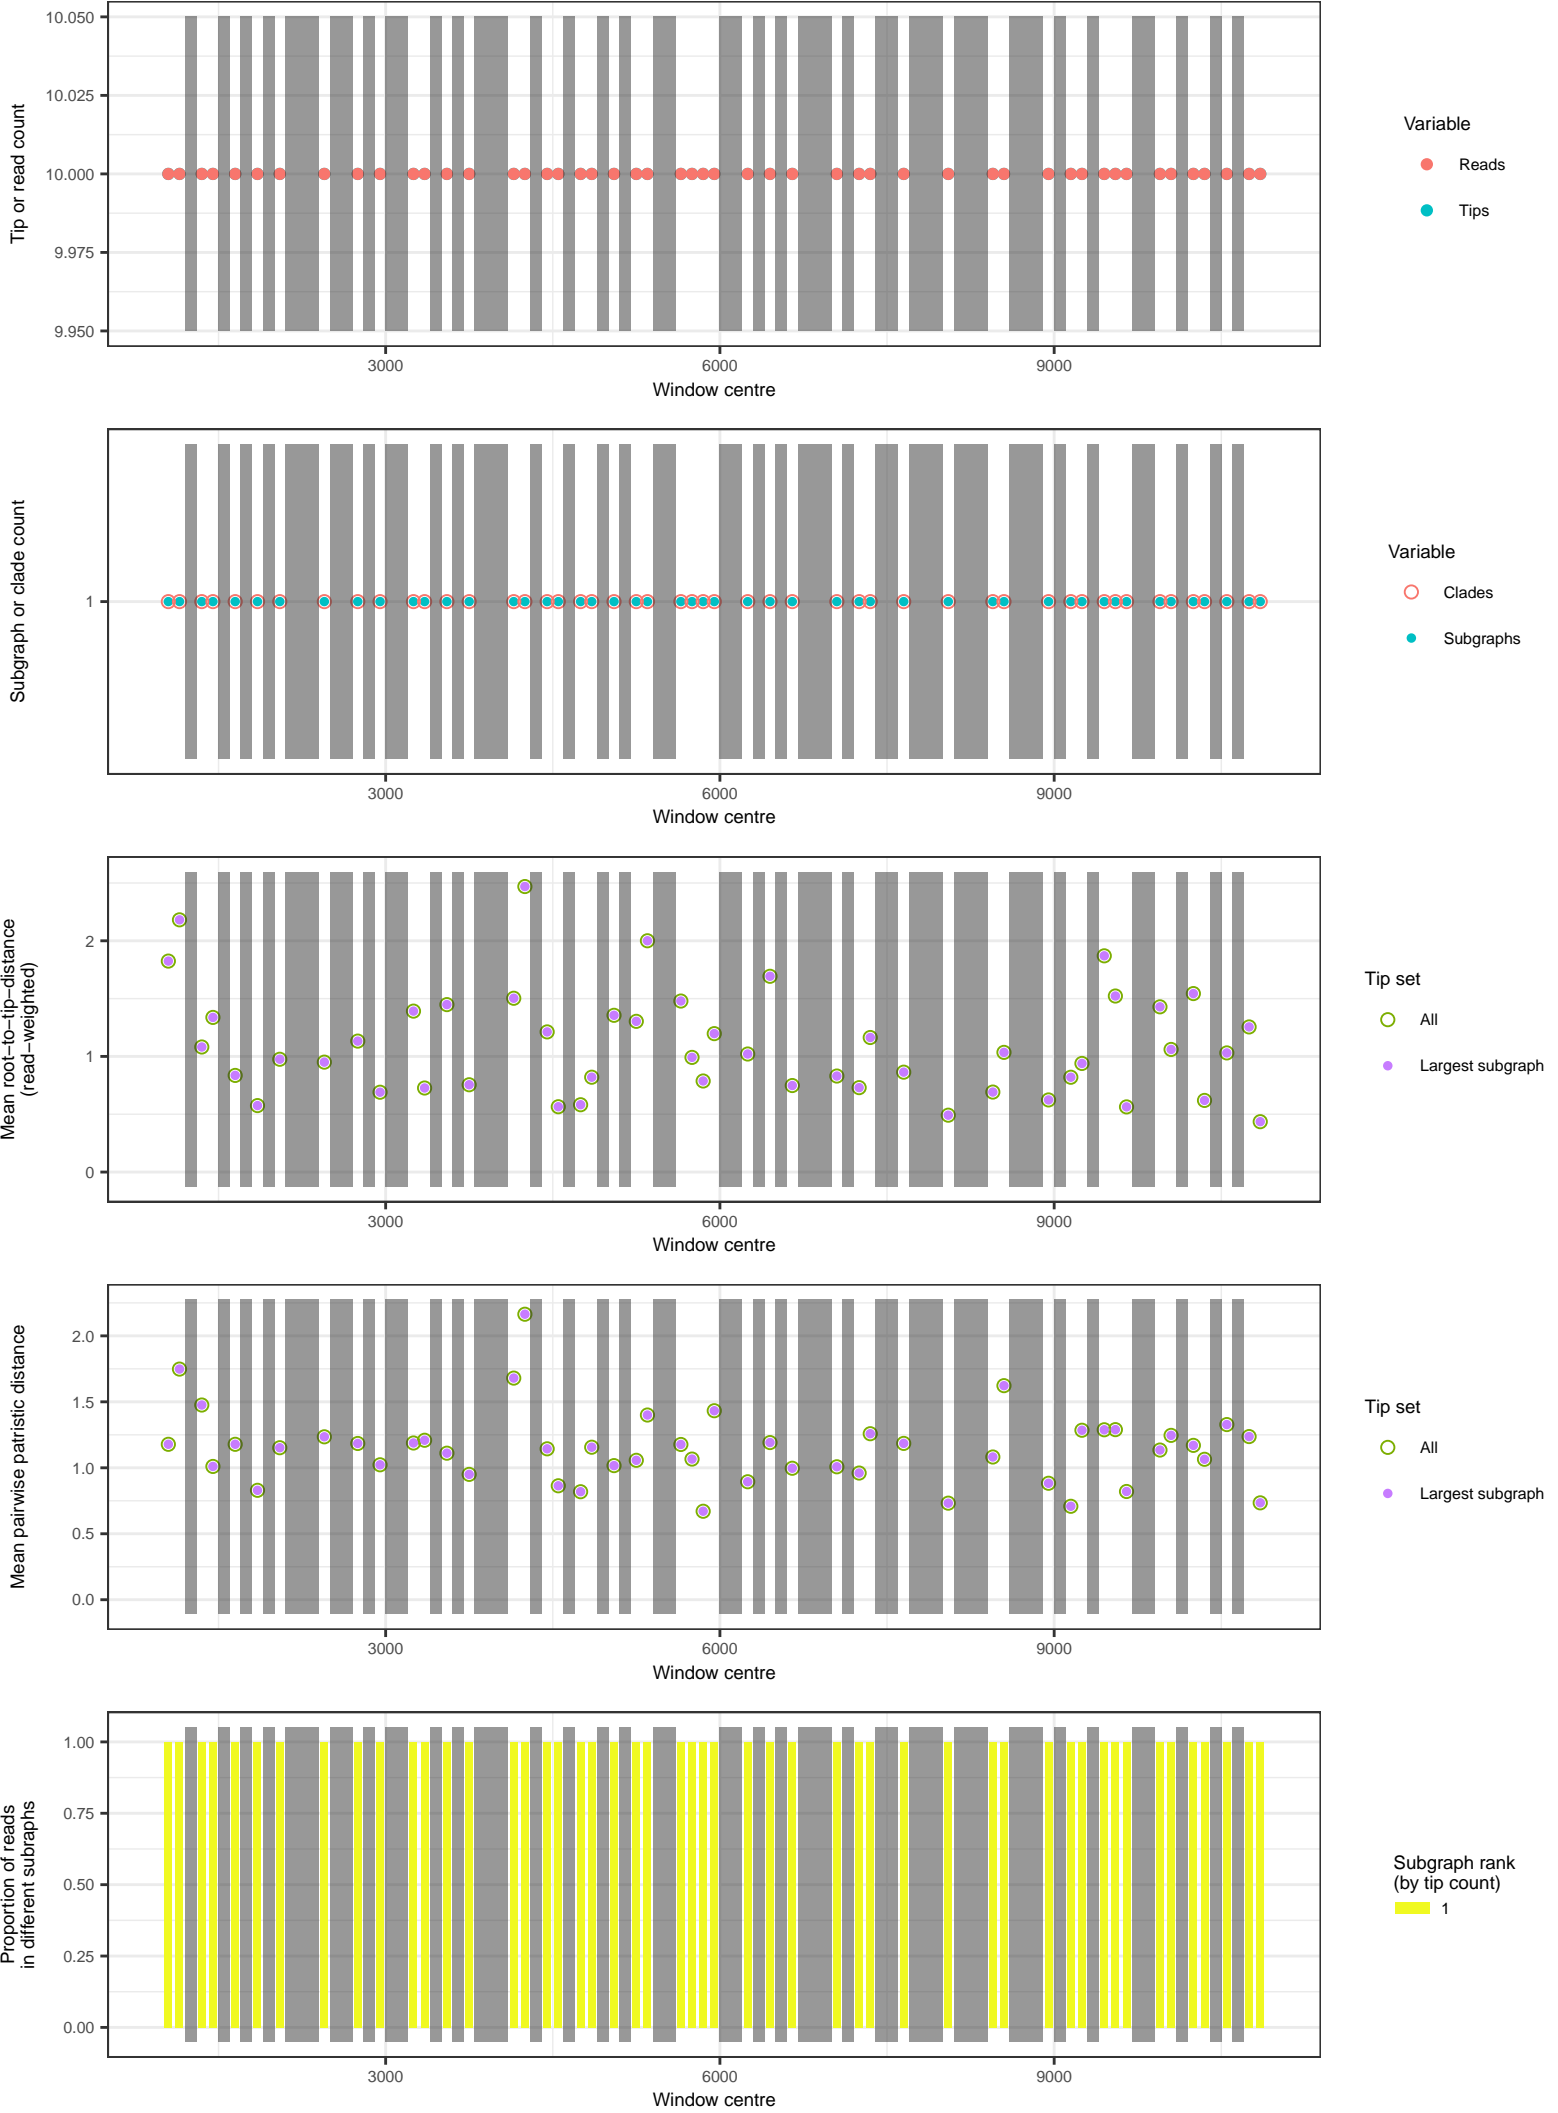 10.050
10.025
10.000
9.975
9.950
Tip or read count
3000
6000
9000
Window centre
Variable
Reads
Tips
1
Subgraph or clade count
3000
6000
9000
Window centre
Variable
Clades
Subgraphs
2
1
0
Mean root−to−tip−distance
(read−weighted)
3000
6000
9000
Window centre
Tip set
All
Largest subgraph
2.0
1.5
1.0
0.5
0.0
Mean pairwise patristic distance
3000
6000
9000
Window centre
Tip set
All
Largest subgraph
1.00
0.75
0.50
0.25
0.00
Proportion of reads
in different subraphs
3000
6000
9000
Window centre
Subgraph rank
(by tip count)
1